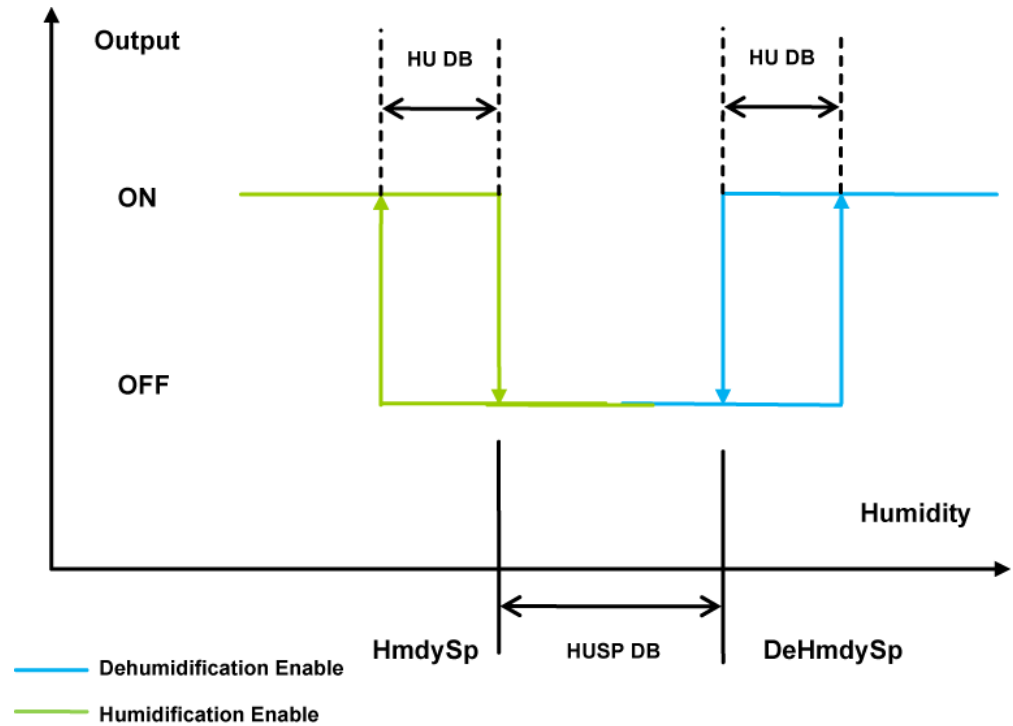 Output
HU DB
HU DB
ON
OFF
Humidity
HmdySp
HUSP DB
DeHmdySp
Dehumidification Enable
Humidification Enable